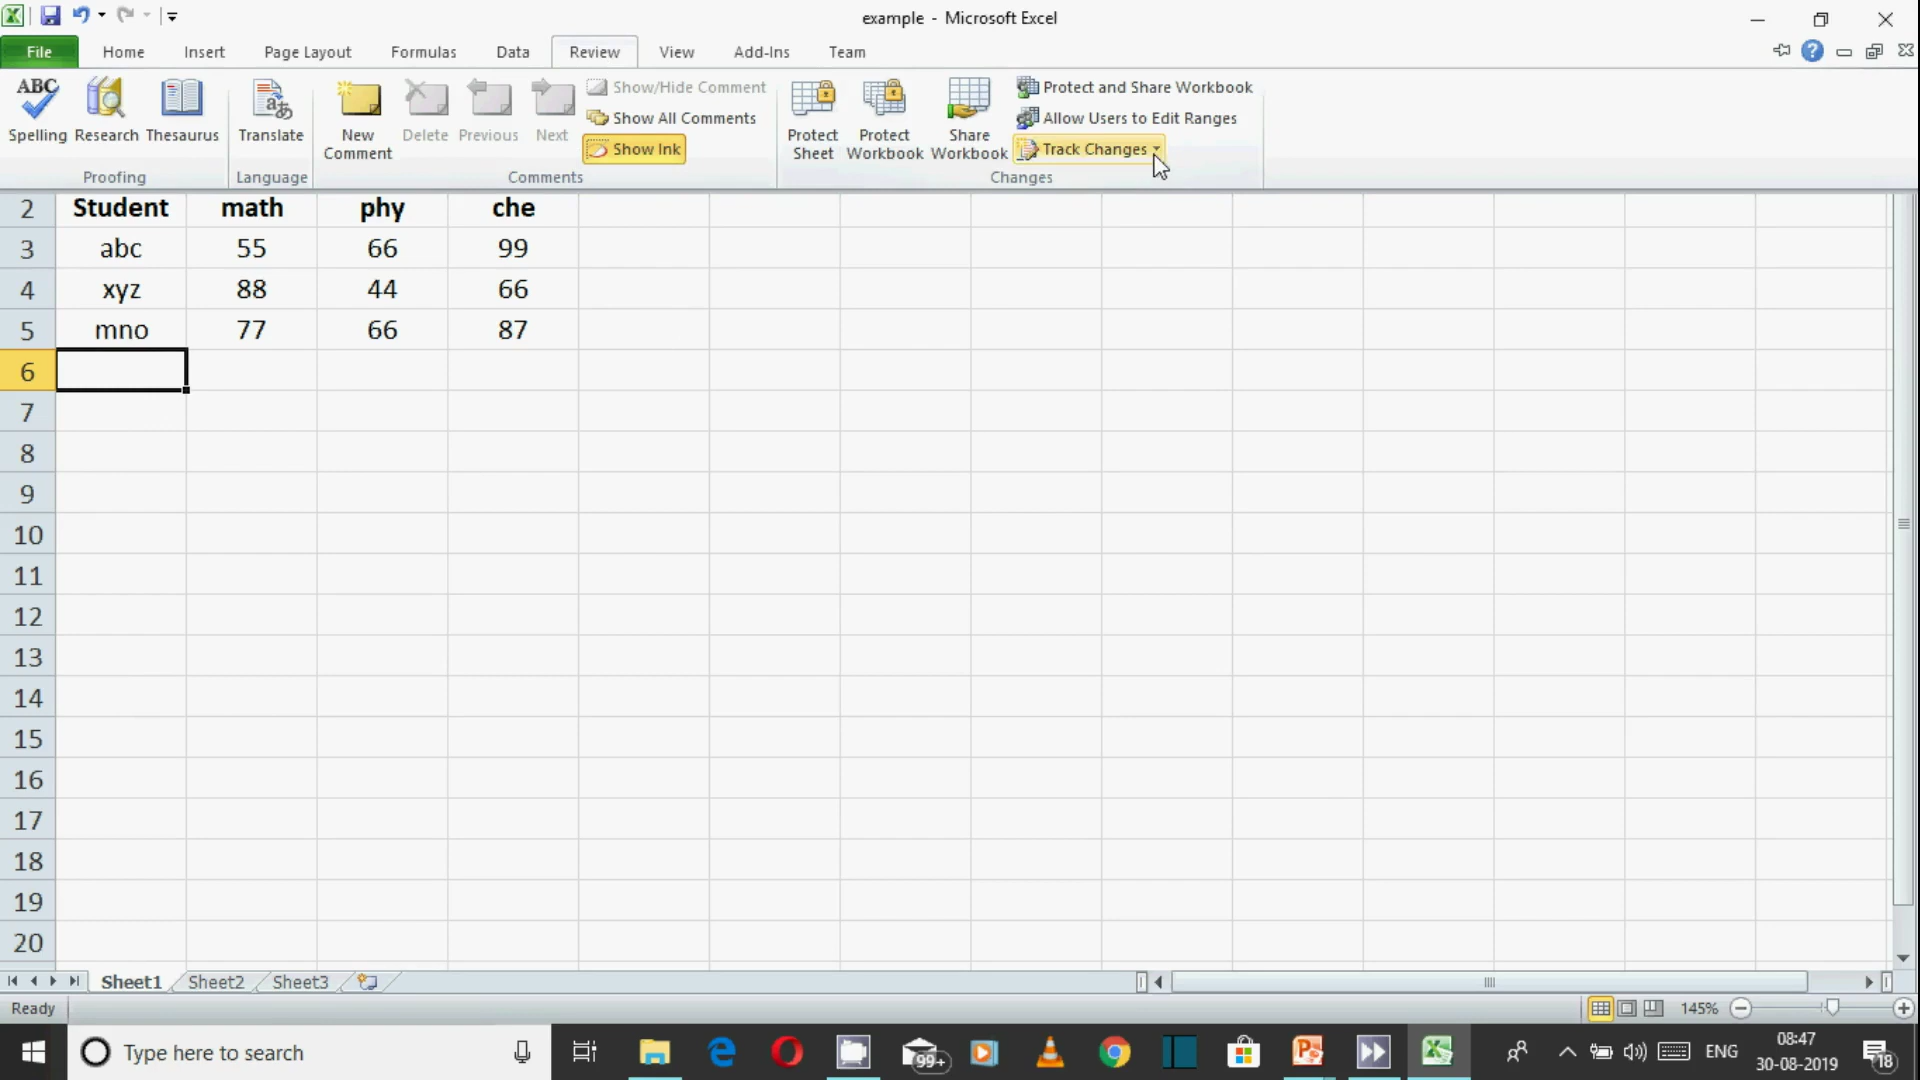 example - Microsoft Excel
File Home Insert Page Layout Formulas Data Review View Add-Ins Team
ABC
Spelling Research Thesaurus
Proofing
Translate
Language
New Comment Delete Previous Next
Show/Hide Comment
Show All Comments
Show Ink
Comments
Protect Sheet Protect Workbook Share Workbook
Protect and Share Workbook
Allow Users to Edit Ranges
Track Changes
Changes
2 Student math phy che
3 abc 55 66 99
4 xyz 88 44 66
5 mno 77 66 87
6
7
8
9
10
11
12
13
14
15
16
17
18
19
20
Sheet1 Sheet2 Sheet3
Ready 145%
Type here to search 99+ ENG 08:47
30-08-2019 18